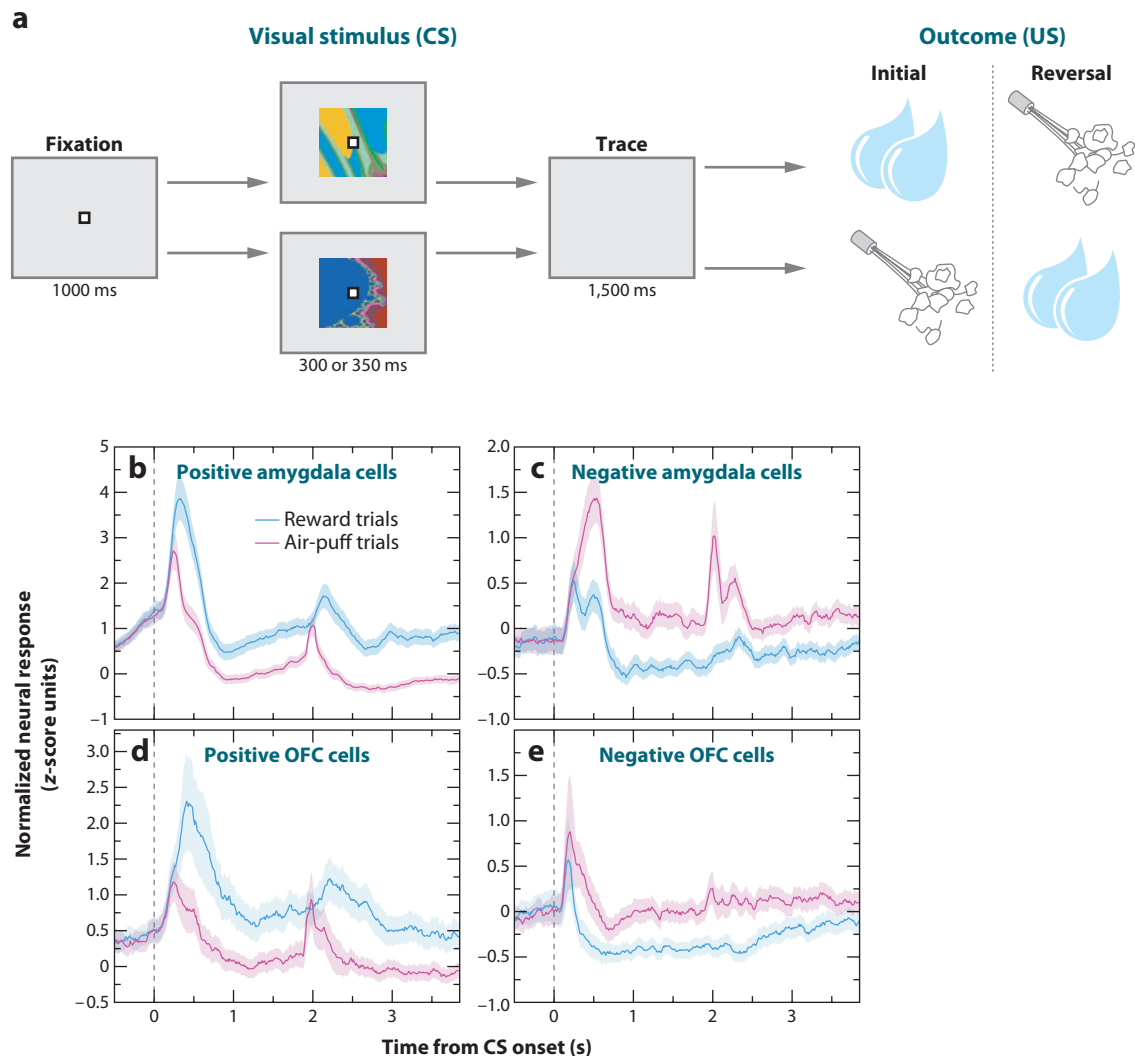 a
Visual stimulus (CS)
Outcome (US)
Initial
Reversal
Fixation
Trace
1000 ms
1,500 ms
300 or 350 ms
b
Positive amygdala cells
Reward trials
Air-puff trials
5
4
3
2
1
0
−1
c
Negative amygdala cells
2.0
1.5
1.0
0.5
0
−0.5
−1.0
d
Positive OFC cells
3.0
2.5
2.0
1.5
1.0
0.5
0
−0.5
0
1
2
3
e
Negative OFC cells
1.5
1.0
0.5
0
−0.5
−1.0
0
1
2
3
Normalized neural response
(z-score units)
Time from CS onset (s)